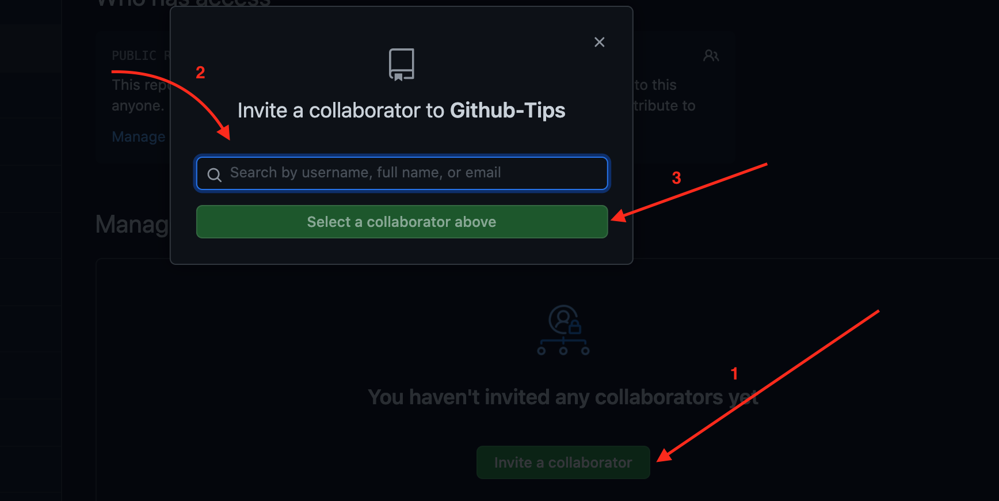 Who has access
PUBLIC R
This repo
anyone.
Manage
2
Invite a collaborator to Github-Tips
to this
tribute to
Search by username, full name, or email
3
Select a collaborator above
Manag
1
You haven't invited any collaborators yet
Invite a collaborator